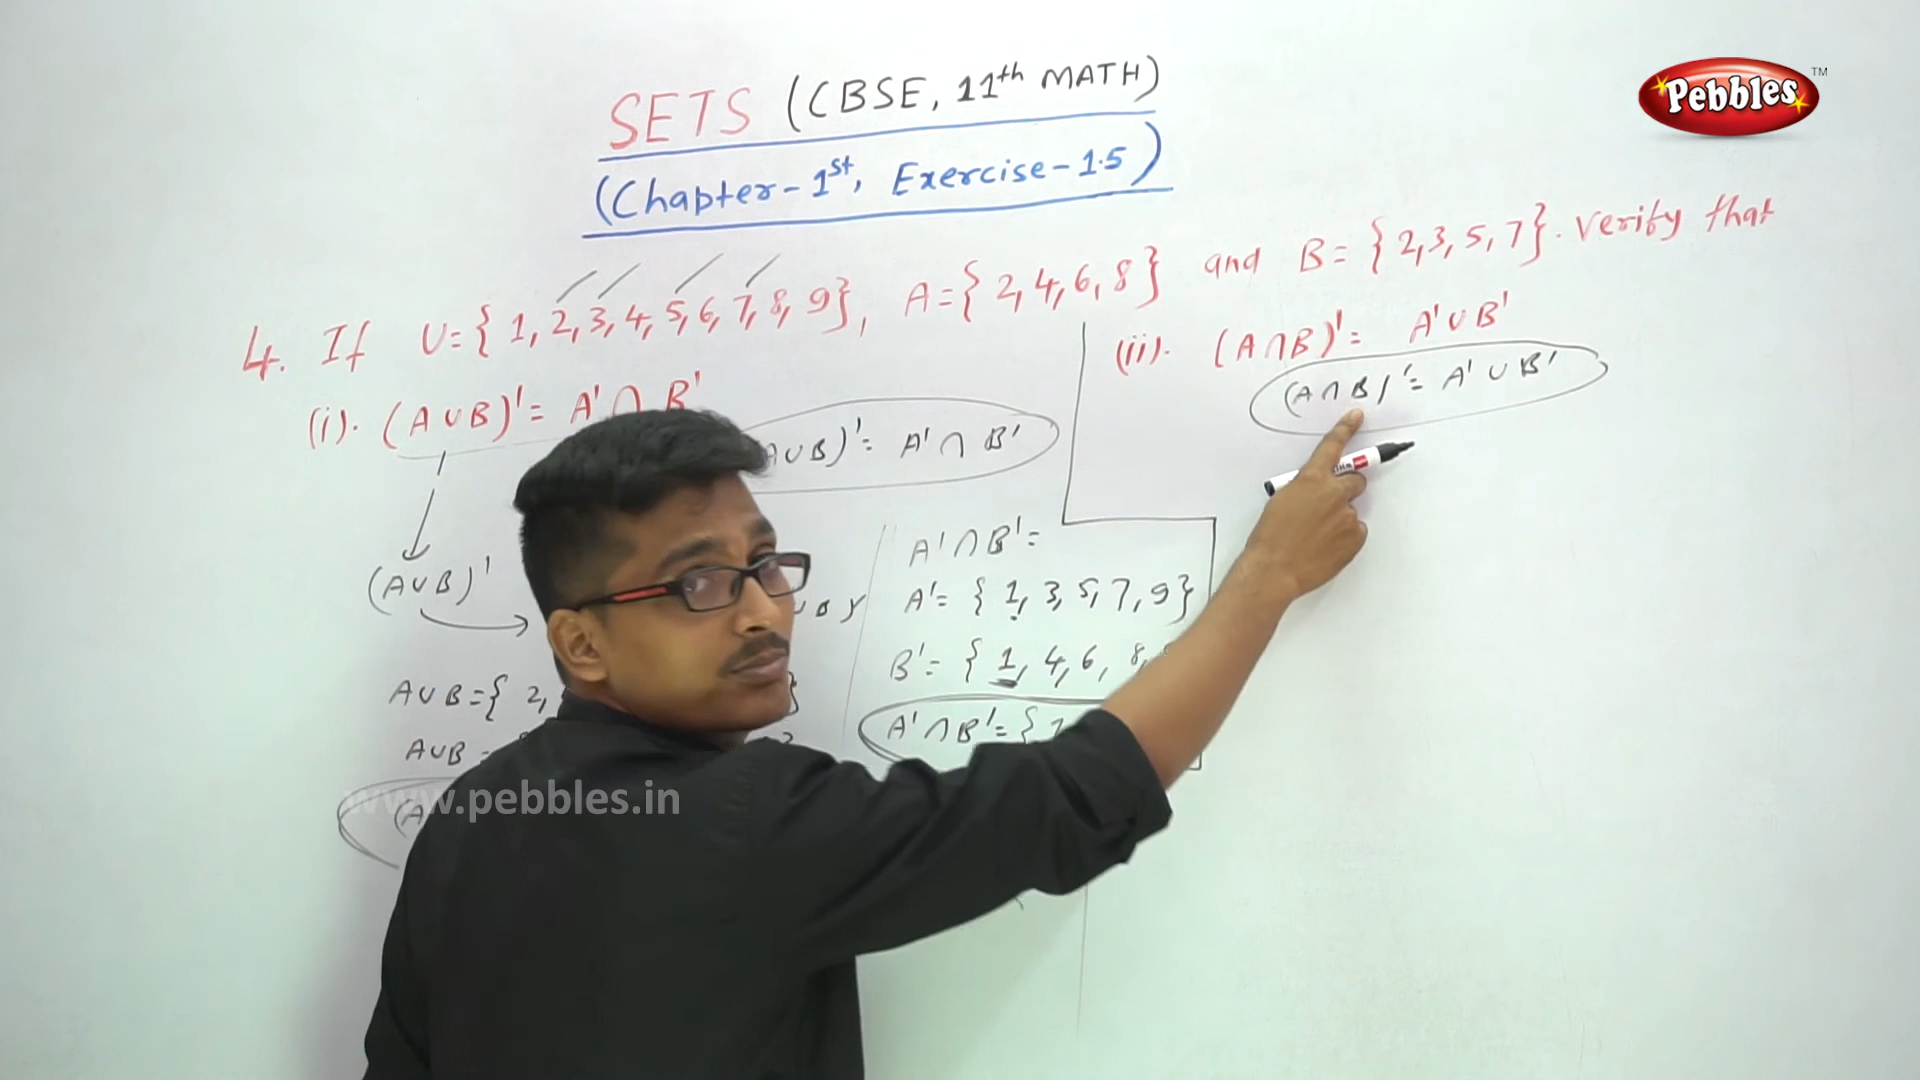 Pebbles TM
SETS (CBSE, 11th MATH)
(Chapter-1st, Exercise-1.5)
4. If U={1,2,3,4,5,6,7,8,9}, A={2,4,6,8} and B={2,3,5,7}. Verify that
(i). (A∪B)'= A'∩B'
(ii). (A∩B)'= A'∪B'
∪B)'= A'∩B'
(A∩B)'= A'∪B'
(A∪B)'
∪B)'
A∪B={2,
A∪B =
(A
A'∩B'=
A'={1,3,5,7,9}
B'={1,4,6,8,
A'∩B'={1
www.pebbles.in